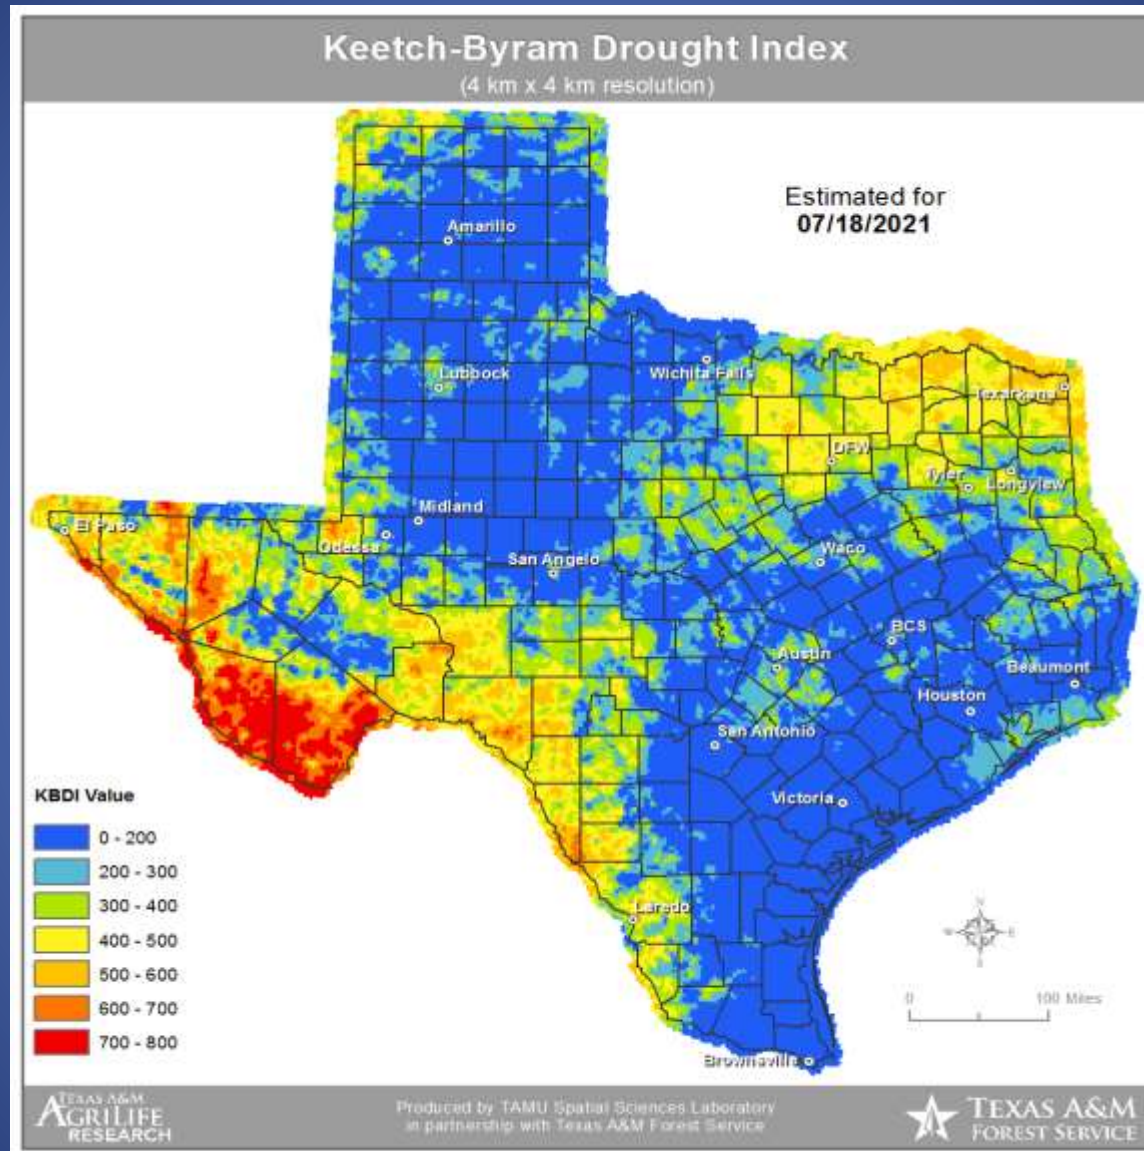 Keetch-Byram Drought Index
(4 km x 4 km resolution)
Estimated for
07/18/2021
Amarillo
Lubbock
Wichita Falls
Texarkana
DFW
Tyler
Longview
El Paso
Midland
Odessa
San Angelo
Waco
BCS
Austin
Beaumont
Houston
San Antonio
Victoria
Laredo
Brownsville
KBDI Value
0 - 200
200 - 300
300 - 400
400 - 500
500 - 600
600 - 700
700 - 800
N
W E
S
0 100 Miles
TEXAS A&M
AGRILIFE
RESEARCH
Produced by TAMU Spatial Sciences Laboratory
in partnership with Texas A&M Forest Service
TEXAS A&M
FOREST SERVICE